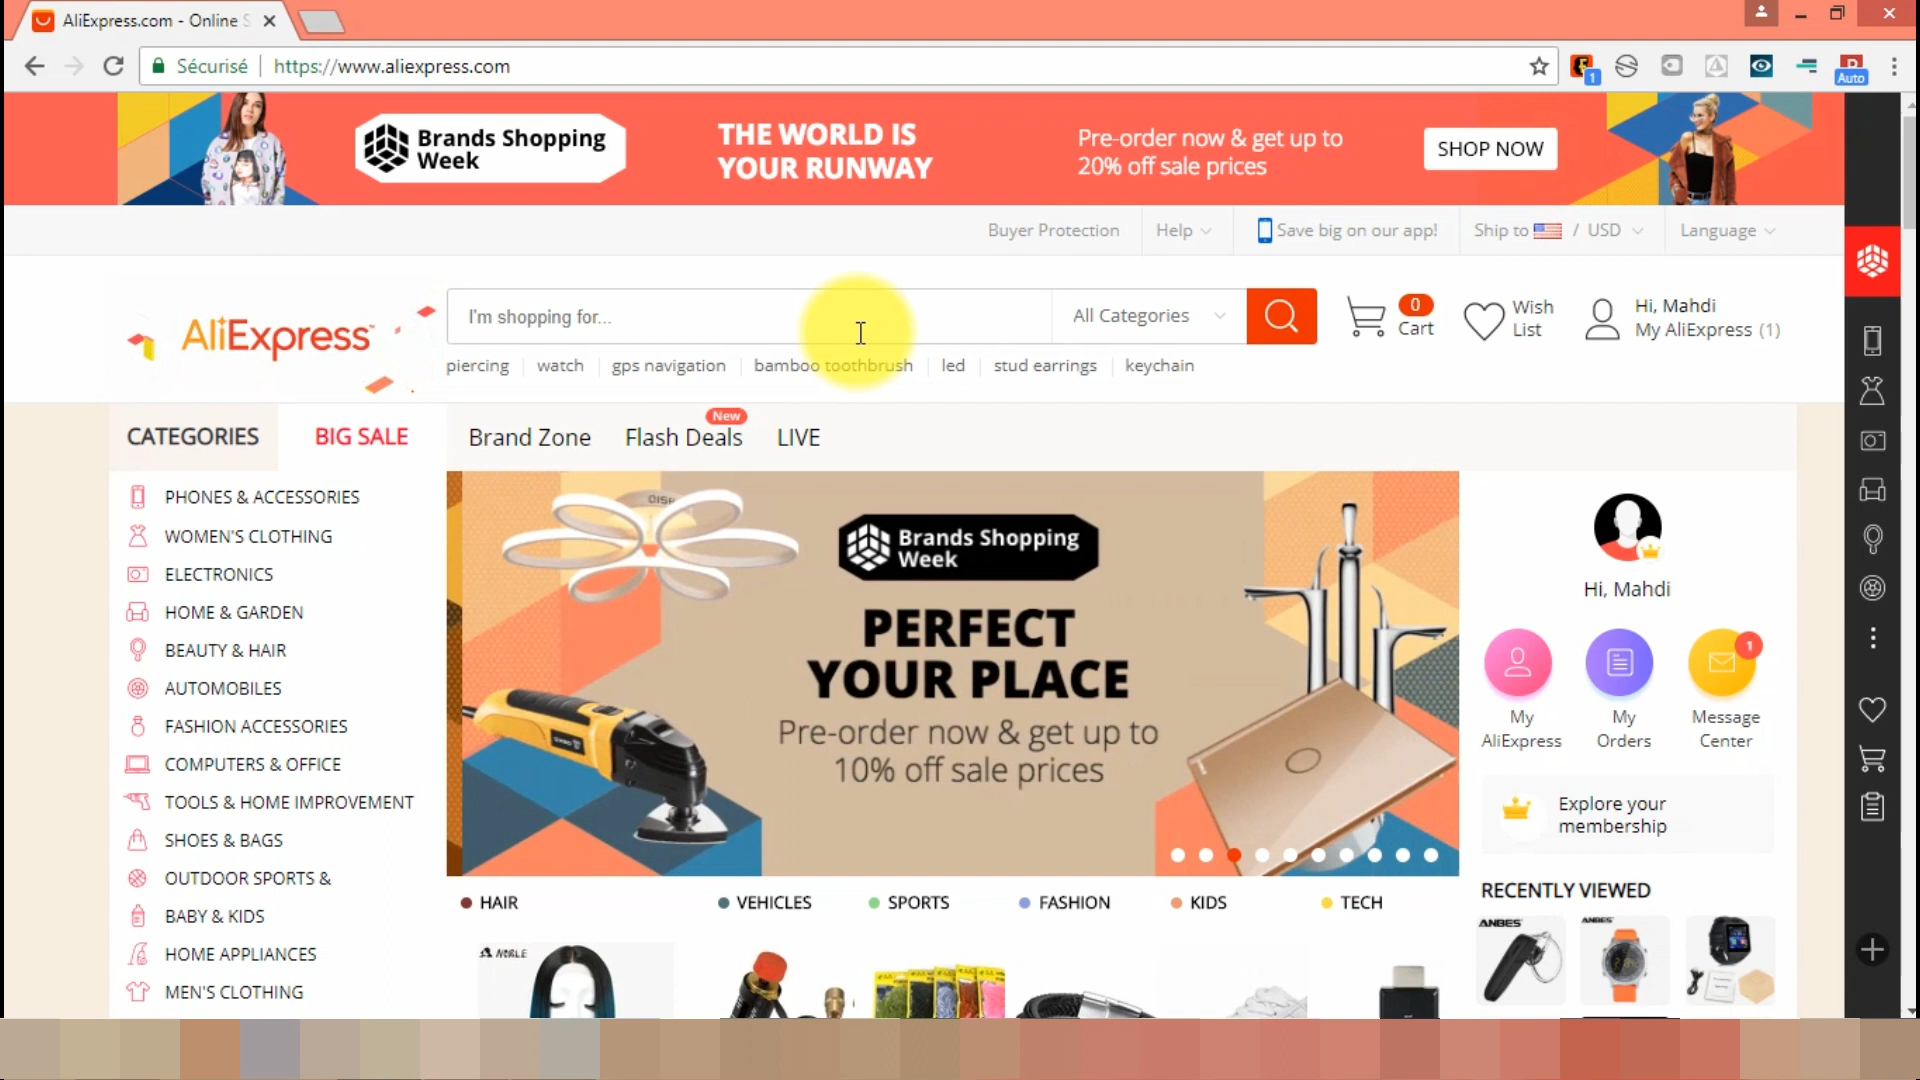 AliExpress.com - Online S
Sécurisé
https://www.aliexpress.com
1
Auto
Brands Shopping
Week
THE WORLD IS
YOUR RUNWAY
Pre-order now & get up to
20% off sale prices
SHOP NOW
Buyer Protection
Help
Save big on our app!
Ship to / USD
Language
AliExpress
I'm shopping for...
All Categories
0
Cart
Wish
List
Hi, Mahdi
My AliExpress (1)
piercing
watch
gps navigation
bamboo toothbrush
led
stud earrings
keychain
CATEGORIES
BIG SALE
Brand Zone
Flash Deals
New
LIVE
PHONES & ACCESSORIES
WOMEN'S CLOTHING
ELECTRONICS
HOME & GARDEN
BEAUTY & HAIR
AUTOMOBILES
FASHION ACCESSORIES
COMPUTERS & OFFICE
TOOLS & HOME IMPROVEMENT
SHOES & BAGS
OUTDOOR SPORTS &
BABY & KIDS
HOME APPLIANCES
MEN'S CLOTHING
Brands Shopping
Week
PERFECT
YOUR PLACE
Pre-order now & get up to
10% off sale prices
Hi, Mahdi
My
AliExpress
My
Orders
1
Message
Center
Explore your
membership
RECENTLY VIEWED
ANBES
ANBES
HAIR
VEHICLES
SPORTS
FASHION
KIDS
TECH
NOBLE